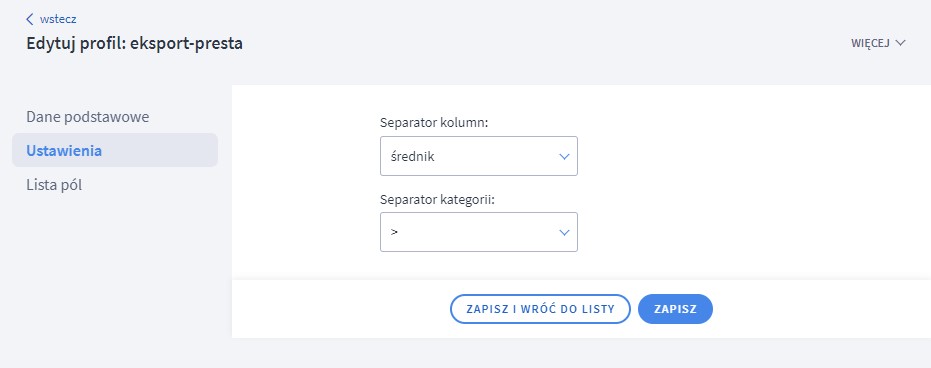 wstecz
Edytuj profil: eksport-presta
WIĘCEJ
Dane podstawowe
Ustawienia
Lista pól
Separator kolumn:
średnik
Separator kategorii:
>
ZAPISZ I WRÓĆ DO LISTY
ZAPISZ